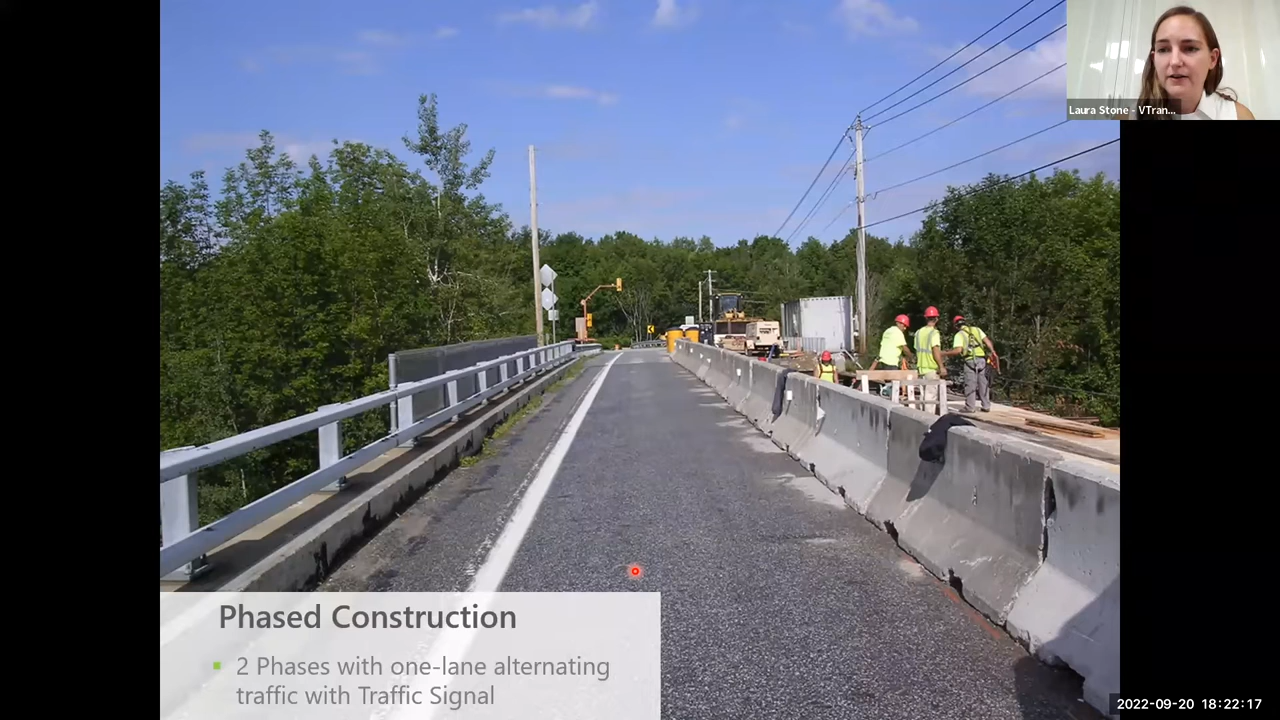 Laura Stone - VTran...
Phased Construction
2 Phases with one-lane alternating
traffic with Traffic Signal
2022-09-20 18:22:17